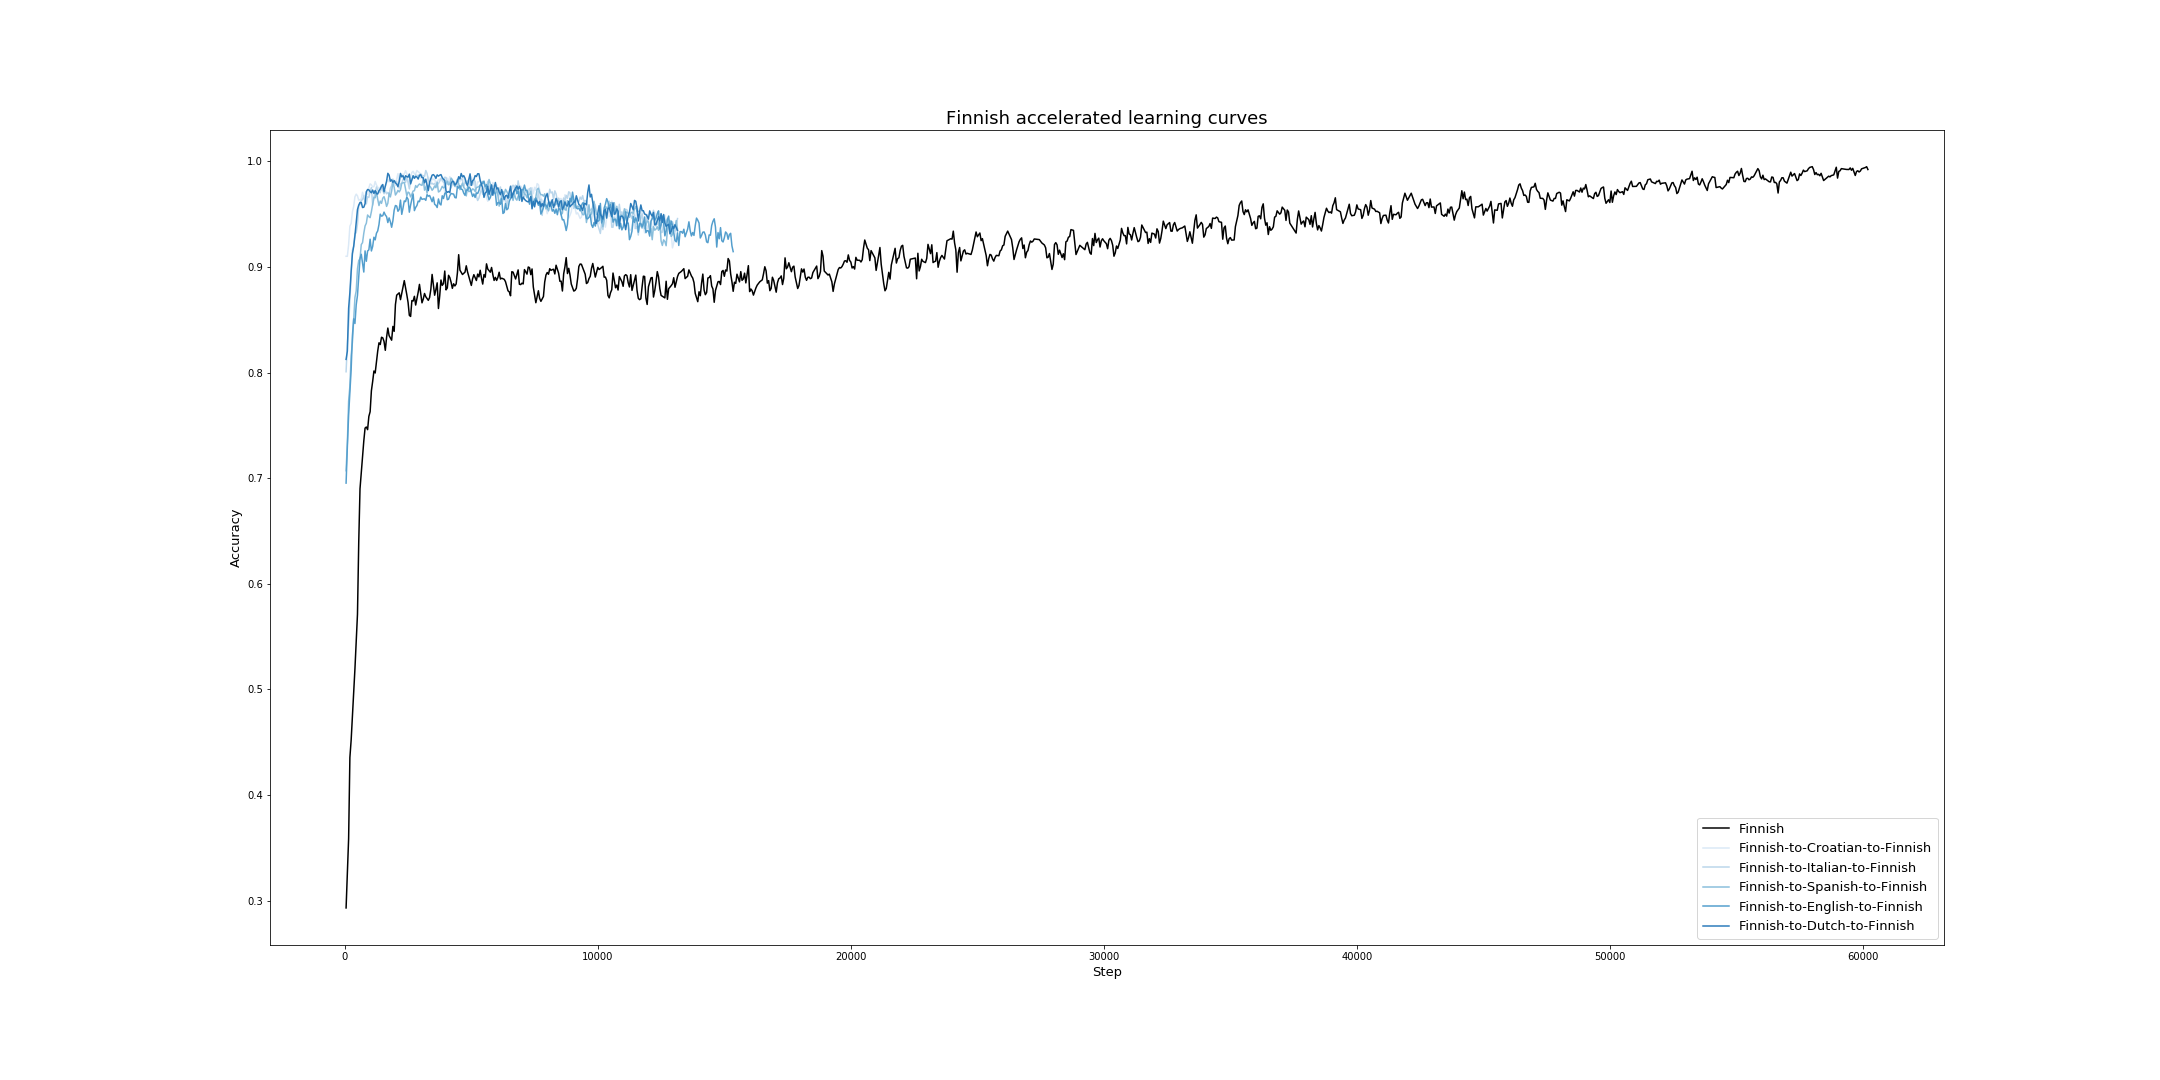 Finnish accelerated learning curves
1.0
0.9
0.8
0.7
0.6
0.5
0.4
0.3
Accuracy
0
10000
20000
30000
40000
50000
60000
Step
Finnish
Finnish-to-Croatian-to-Finnish
Finnish-to-Italian-to-Finnish
Finnish-to-Spanish-to-Finnish
Finnish-to-English-to-Finnish
Finnish-to-Dutch-to-Finnish